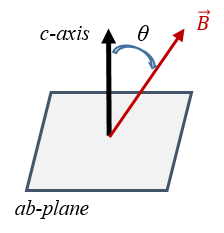 c-axis
θ
B⃗
ab-plane